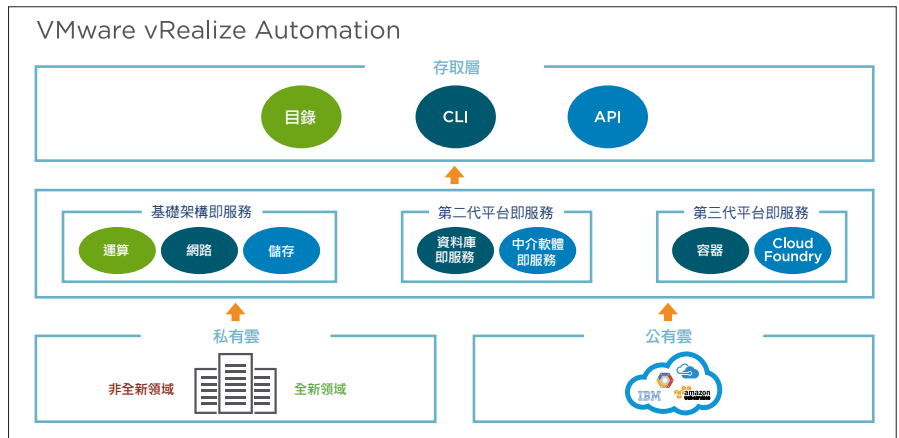 VMware vRealize Automation
存取層
目錄
CLI
API
基礎架構即服務
運算
網路
儲存
第二代平台即服務
資料庫
即服務
中介軟體
即服務
第三代平台即服務
容器
Cloud
Foundry
私有雲
非全新領域
全新領域
公有雲
IBM
amazon